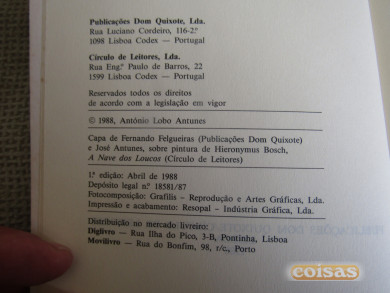 Publicações Dom Quixote, Lda.
Rua Luciano Cordeiro, 116-2.º
1098 Lisboa Codex — Portugal
Círculo de Leitores, Lda.
Rua Eng.º Paulo de Barros, 22
1599 Lisboa Codex — Portugal
Reservados todos os direitos
de acordo com a legislação em vigor
© 1988, António Lobo Antunes
Capa de Fernando Felgueiras (Publicações Dom Quixote)
e José Antunes, sobre pintura de Hieronymus Bosch,
A Nave dos Loucos (Círculo de Leitores)
1.ª edição: Abril de 1988
Depósito legal n.º 18581/87
Fotocomposição: Grafilis — Reprodução e Artes Gráficas, Lda.
Impressão e acabamento: Resopal — Indústria Gráfica, Lda.
Distribuição no mercado livreiro:
Diglivro — Rua Ilha do Pico, 3-B, Pontinha, Lisboa
Movilivro — Rua do Bonfim, 98, r/c., Porto
coisas